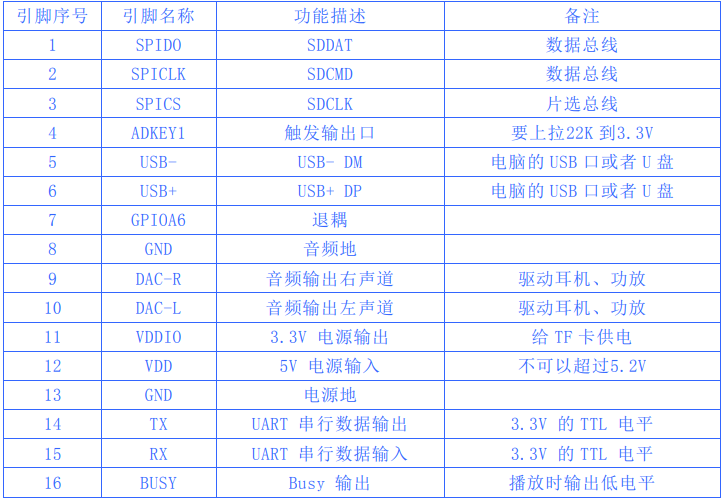 引脚序号 引脚名称 功能描述 备注
1 SPIDO SDDAT 数据总线
2 SPICLK SDCMD 数据总线
3 SPICS SDCLK 片选总线
4 ADKEY1 触发输出口 要上拉22K 到3.3V
5 USB- USB- DM 电脑的 USB 口或者 U 盘
6 USB+ USB+ DP 电脑的 USB 口或者 U 盘
7 GPIOA6 退耦
8 GND 音频地
9 DAC-R 音频输出右声道 驱动耳机、功放
10 DAC-L 音频输出左声道 驱动耳机、功放
11 VDDIO 3.3V 电源输出 给 TF 卡供电
12 VDD 5V 电源输入 不可以超过5.2V
13 GND 电源地
14 TX UART 串行数据输出 3.3V 的 TTL 电平
15 RX UART 串行数据输入 3.3V 的 TTL 电平
16 BUSY Busy 输出 播放时输出低电平